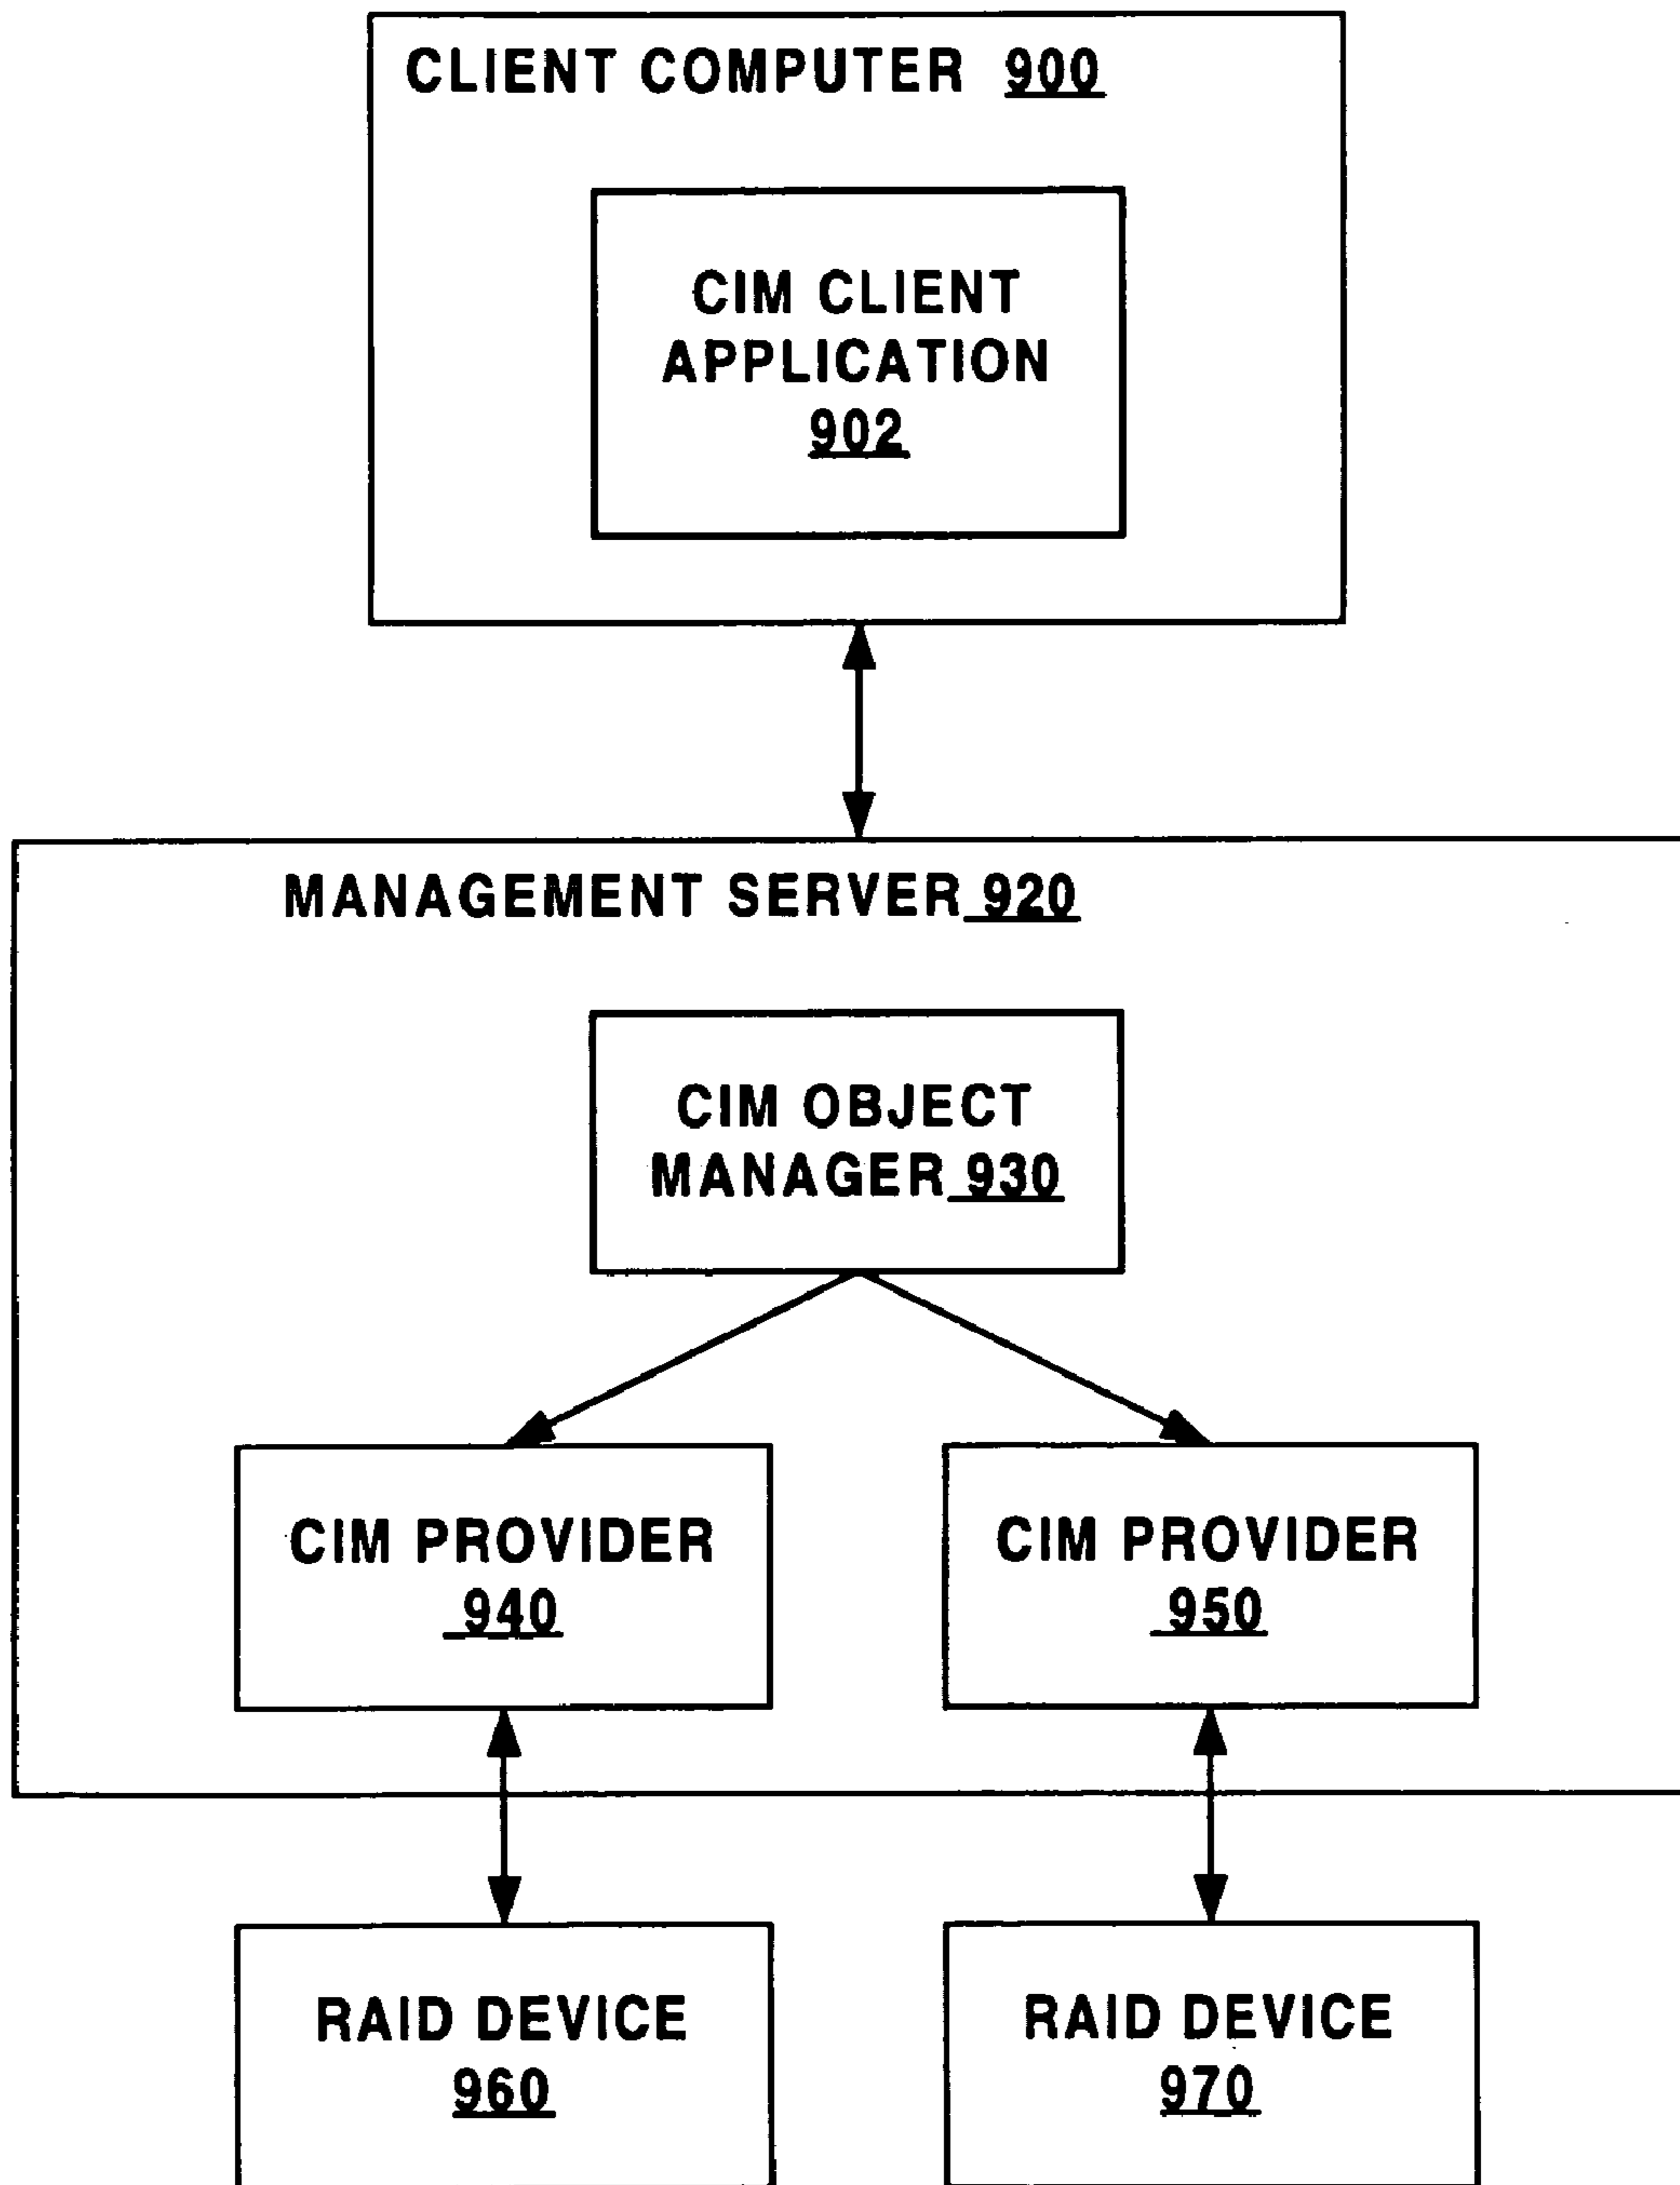 CLIENT COMPUTER 900
CIM CLIENT
APPLICATION
902
MANAGEMENT SERVER 920
CIM OBJECT
MANAGER 930
CIM PROVIDER
940
CIM PROVIDER
950
RAID DEVICE
960
RAID DEVICE
970